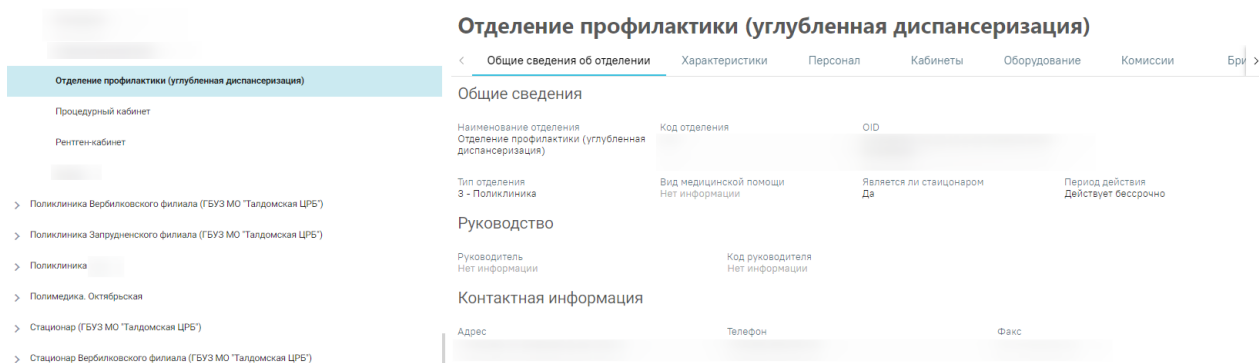 Отделение профилактики (углубленная диспансеризация)
Процедурный кабинет
Рентген-кабинет
Поликлиника Вербилковского филиала (ГБУЗ МО "Талдомская ЦРБ")
Поликлиника Запрудненского филиала (ГБУЗ МО "Талдомская ЦРБ")
Поликлиника
Полимедика. Октябрьская
Стационар (ГБУЗ МО "Талдомская ЦРБ")
Стационар Вербилковского филиала (ГБУЗ МО "Талдомская ЦРБ")
Отделение профилактики (углубленная диспансеризация)
Общие сведения об отделении Характеристики Персонал Кабинеты Оборудование Комиссии Бри
Общие сведения
Наименование отделения Код отделения OID
Отделение профилактики (углубленная
диспансеризация)
Тип отделения Вид медицинской помощи Является ли стаиционаром Период действия
3 - Поликлиника Нет информации Да Действует бессрочно
Руководство
Руководитель Код руководителя
Нет информации Нет информации
Контактная информация
Адрес Телефон Факс